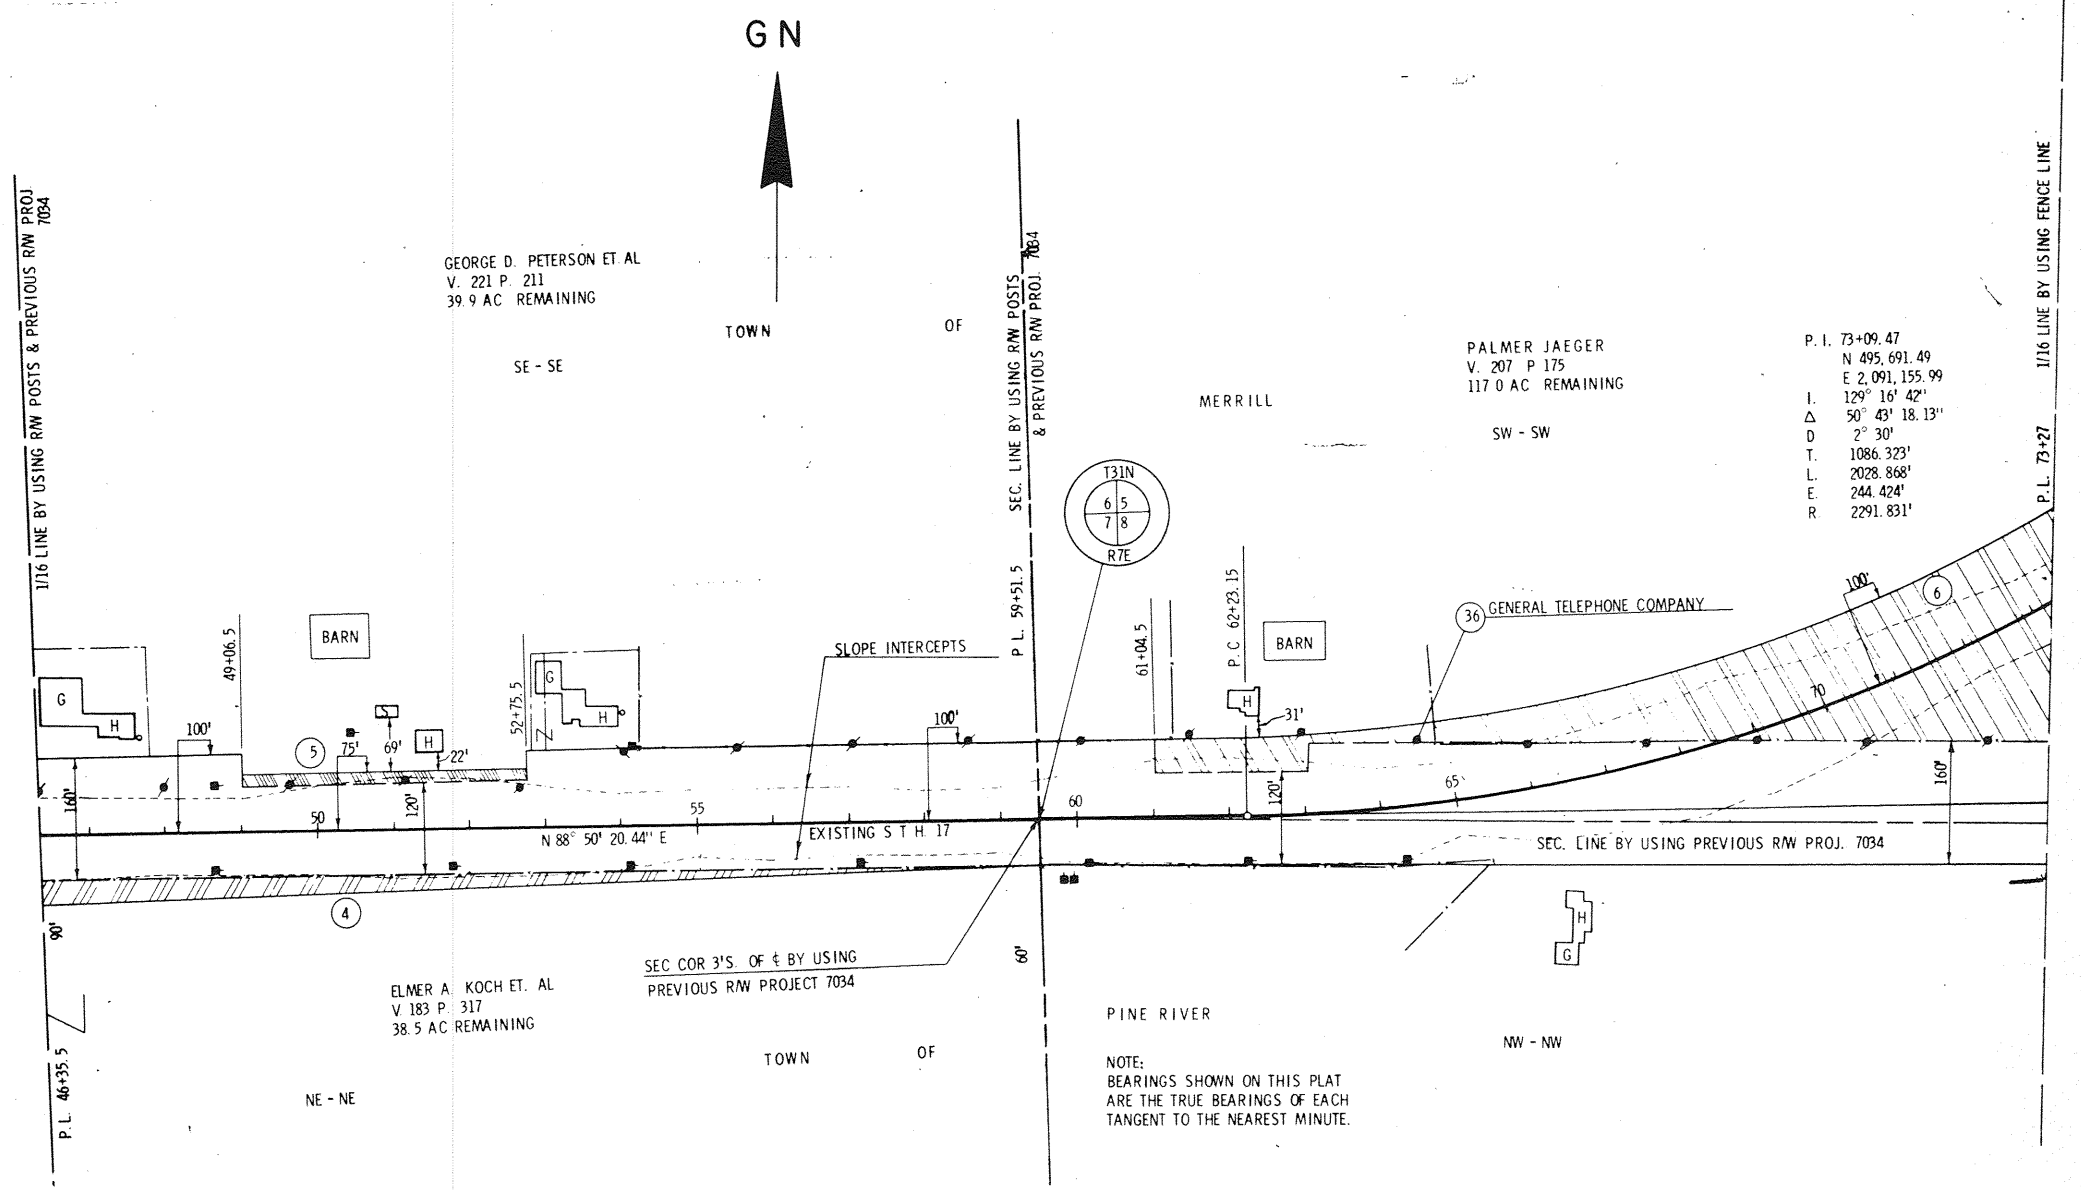 GN
1/16 LINE BY USING R/W POSTS & PREVIOUS R/W PROJ
7034
GEORGE D. PETERSON ET. AL
V. 221 P. 211
39.9 AC REMAINING
SE - SE
TOWN OF
MERRILL
P L. 59+51.5 SEC. LINE BY USING R/W POSTS
& PREVIOUS R/W PROJ. 7034
PALMER JAEGER
V. 207 P 175
117 0 AC REMAINING
SW - SW
P. I. 73+09.47
N 495, 691.49
E 2, 091, 155.99
I. 129° 16' 42"
Δ 50° 43' 18.13"
D 2° 30'
T. 1086.323'
L. 2028.868'
E. 244.424'
R 2291.831'
P.L. 73+27 1/16 LINE BY USING FENCE LINE
T31N
6 5
7 8
R7E
49+06.5
BARN
52+75.5
SLOPE INTERCEPTS
61+04.5
P.C 62+23.15
BARN
36 GENERAL TELEPHONE COMPANY
100'
6
G
H
100'
5
75'
S
69'
H
22'
G
H
100'
H
31'
70
160'
120'
120'
160'
50
55
60
65
N 88° 50' 20.44" E
EXISTING S T H. 17
SEC. LINE BY USING PREVIOUS R/W PROJ. 7034
4
90'
60'
H
G
SEC COR 3'S. OF ℄ BY USING
PREVIOUS R/W PROJECT 7034
ELMER A. KOCH ET. AL
V. 183 P. 317
38.5 AC REMAINING
P.L. 46+35.5
NE - NE
TOWN OF
PINE RIVER
NW - NW
NOTE:
BEARINGS SHOWN ON THIS PLAT
ARE THE TRUE BEARINGS OF EACH
TANGENT TO THE NEAREST MINUTE.